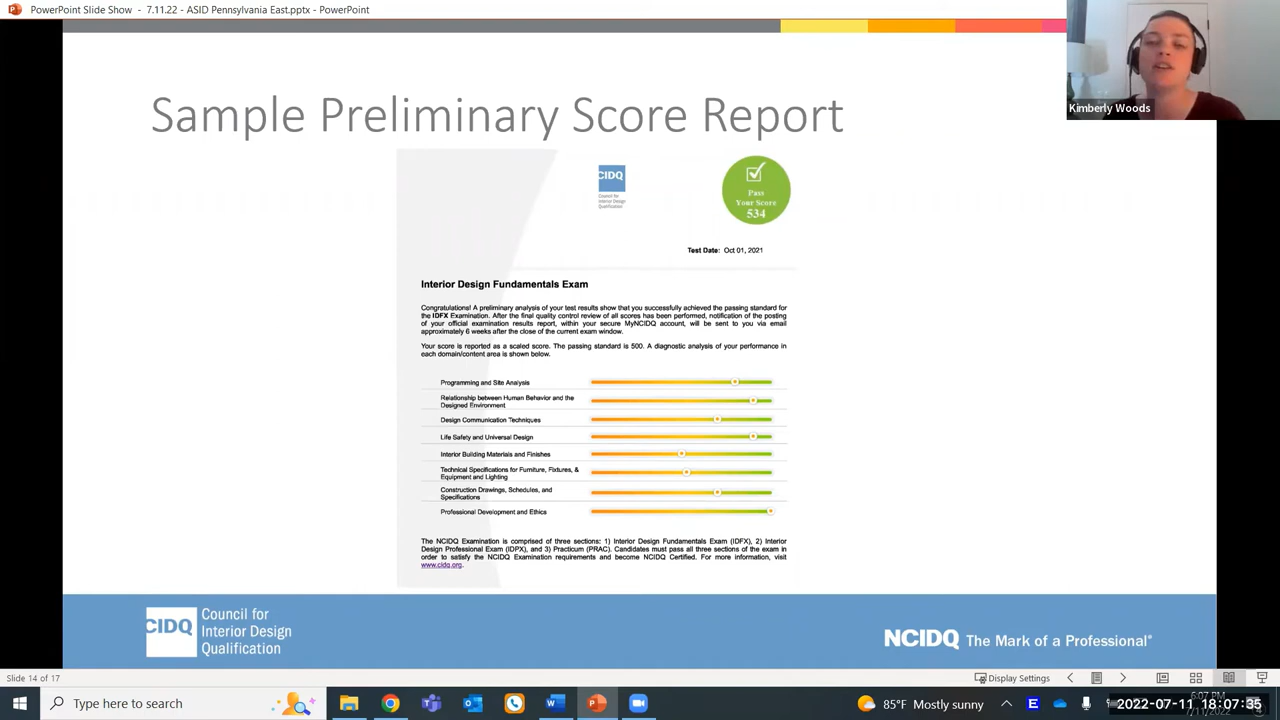 PowerPoint Slide Show - 7.11.22 - ASID Pennsylvania East.pptx - PowerPoint
Kimberly Woods
Sample Preliminary Score Report
CIDQ
Council for
Interior Design
Qualification
Pass
Your Score
534
Test Date: Oct 01, 2021
Interior Design Fundamentals Exam
Congratulations! A preliminary analysis of your test results show that you successfully achieved the passing standard for
the IDFX Examination. After the final quality control review of all scores has been performed, notification of the posting
of your official examination results report, within your secure MyNCIDQ account, will be sent to you via email
approximately 6 weeks after the close of the current exam window.
Your score is reported as a scaled score. The passing standard is 500. A diagnostic analysis of your performance in
each domain/content area is shown below.
Programming and Site Analysis
Relationship between Human Behavior and the
Designed Environment
Design Communication Techniques
Life Safety and Universal Design
Interior Building Materials and Finishes
Technical Specifications for Furniture, Fixtures, &
Equipment and Lighting
Construction Drawings, Schedules, and
Specifications
Professional Development and Ethics
The NCIDQ Examination is comprised of three sections: 1) Interior Design Fundamentals Exam (IDFX), 2) Interior
Design Professional Exam (IDPX), and 3) Practicum (PRAC). Candidates must pass all three sections of the exam in
order to satisfy the NCIDQ Examination requirements and become NCIDQ Certified. For more information, visit
www.cidq.org.
CIDQ
Council for
Interior Design
Qualification
NCIDQ The Mark of a Professional®
Slide 14 of 17
Display Settings
Type here to search
85°F Mostly sunny
6:07 PM
2022-07-11 18:07:35
7/11/2022